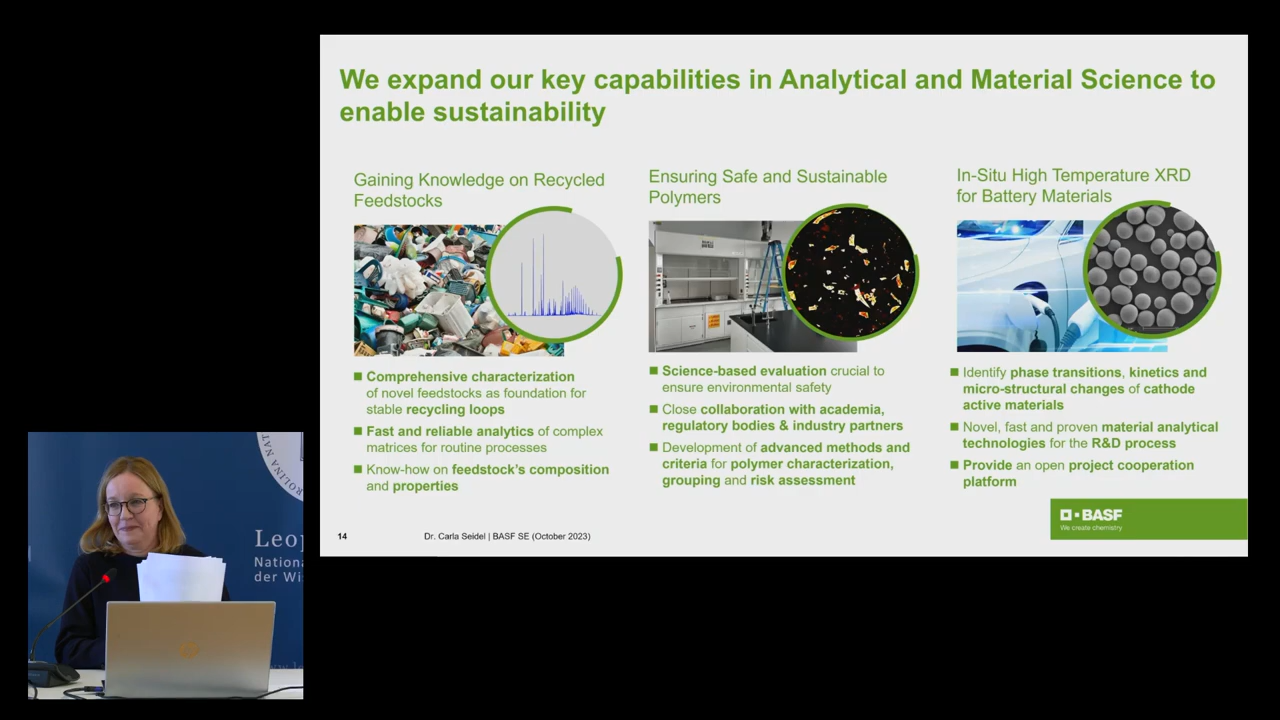 We expand our key capabilities in Analytical and Material Science to
enable sustainability
Gaining Knowledge on Recycled
Feedstocks
■ Comprehensive characterization
of novel feedstocks as foundation for
stable recycling loops
■ Fast and reliable analytics of complex
matrices for routine processes
■ Know-how on feedstock's composition
and properties
Ensuring Safe and Sustainable
Polymers
■ Science-based evaluation crucial to
ensure environmental safety
■ Close collaboration with academia,
regulatory bodies & industry partners
■ Development of advanced methods and
criteria for polymer characterization,
grouping and risk assessment
In-Situ High Temperature XRD
for Battery Materials
■ Identify phase transitions, kinetics and
micro-structural changes of cathode
active materials
■ Novel, fast and proven material analytical
technologies for the R&D process
■ Provide an open project cooperation
platform
BASF
We create chemistry
14
Dr. Carla Seidel | BASF SE (October 2023)
OLINA NAT
Leop
Nationa
der Wis